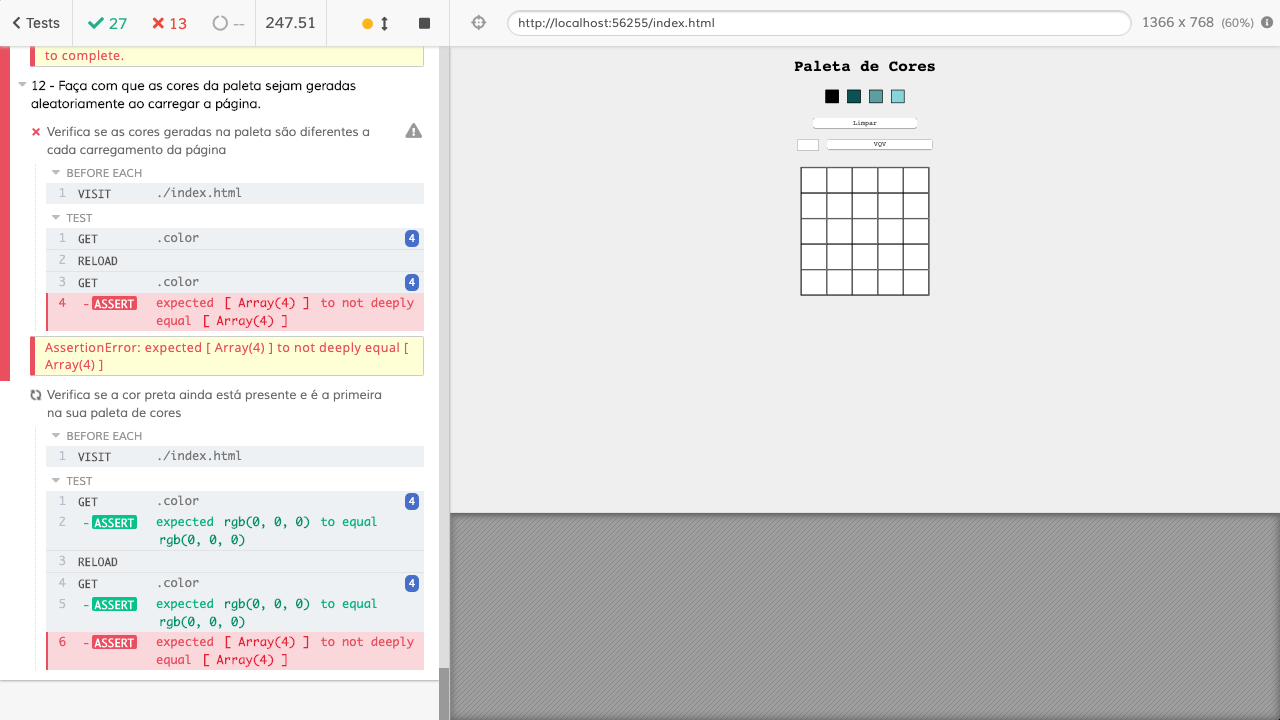 Tests 27 13 -- 247.51
http://localhost:56255/index.html 1366 x 768 (60%)
to complete.
12 - Faça com que as cores da paleta sejam geradas
aleatoriamente ao carregar a página.
Verifica se as cores geradas na paleta são diferentes a
cada carregamento da página
BEFORE EACH
1 VISIT ./index.html
TEST
1 GET .color 4
2 RELOAD
3 GET .color 4
4 -ASSERT expected [ Array(4) ] to not deeply
equal [ Array(4) ]
AssertionError: expected [ Array(4) ] to not deeply equal [
Array(4) ]
Verifica se a cor preta ainda está presente e é a primeira
na sua paleta de cores
BEFORE EACH
1 VISIT ./index.html
TEST
1 GET .color 4
2 -ASSERT expected rgb(0, 0, 0) to equal
rgb(0, 0, 0)
3 RELOAD
4 GET .color 4
5 -ASSERT expected rgb(0, 0, 0) to equal
rgb(0, 0, 0)
6 -ASSERT expected [ Array(4) ] to not deeply
equal [ Array(4) ]
Paleta de Cores
Limpar
VQV